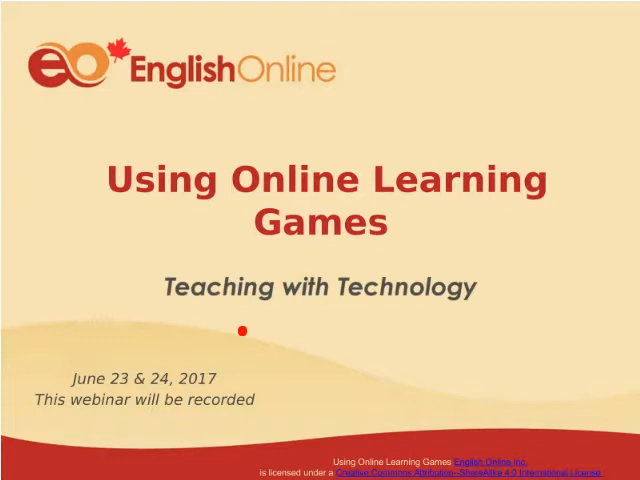 eo EnglishOnline
Using Online Learning
Games
Teaching with Technology
June 23 & 24, 2017
This webinar will be recorded
Using Online Learning Games English Online Inc.
is licensed under a Creative Commons Attribution--ShareAlike 4.0 International License